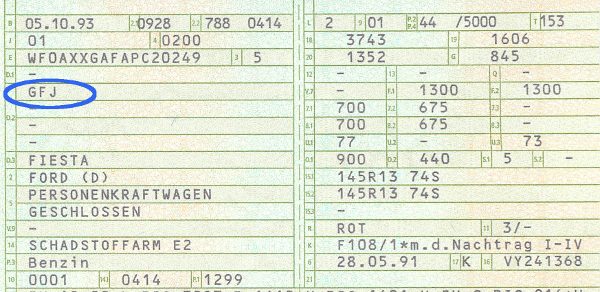 B 05.10.93 2.1 0928 2.2 788 0414
J 01 4 0200
E WF0AXXGAFAPC20249 3 5
D.1 -
GFJ
D.2 -
-
-
D.3 FIESTA
2 FORD (D)
5 PERSONENKRAFTWAGEN
GESCHLOSSEN
V.9 -
14 SCHADSTOFFARM E2
P.3 Benzin
10 0001 14.1 0414 P.1 1299
L 2 9 01 P.2 P.4 44 /5000 T 153
18 3743 19 1606
20 1352 G 845
12 - 13 - Q -
V.7 - F.1 1300 F.2 1300
7.1 700 7.2 675 7.3 -
8.1 700 8.2 675 8.3 -
U.1 77 U.2 - U.3 73
O.1 900 O.2 440 S.1 5 S.2 -
15.1 145R13 74S
15.2 145R13 74S
15.3 -
R ROT 11 3/-
K F108/1*m.d.Nachtrag I-IV
6 28.05.91 17 K 16 VY241368
21